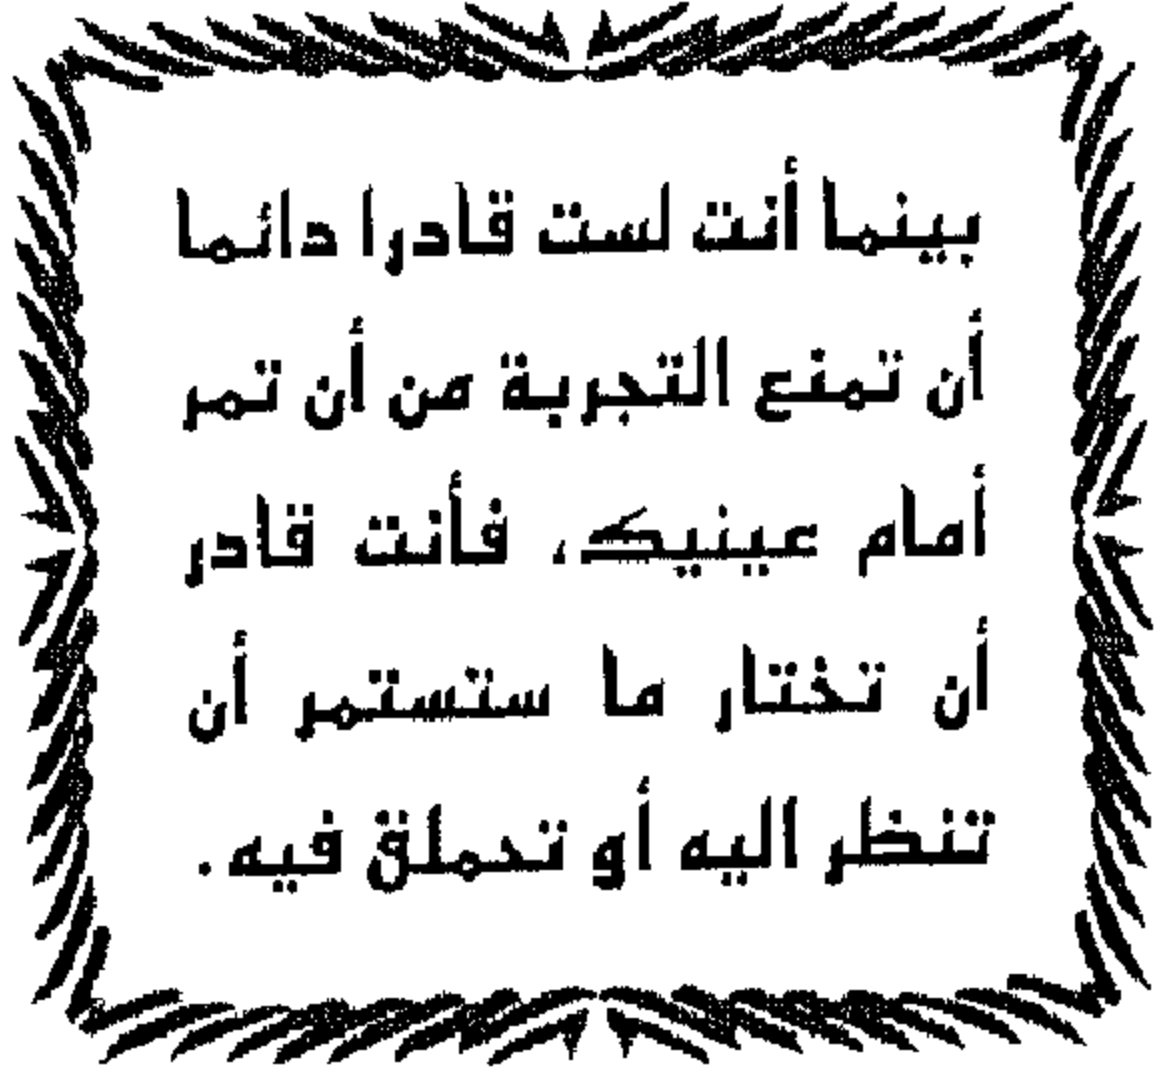 بينما أنت لست قادرا دائما
أن تمنع التجربة من أن تمر
أمام عينيك، فأنت قادر
أن تختار ما ستستمر أن
تنظر اليه أو تحملق فيه.